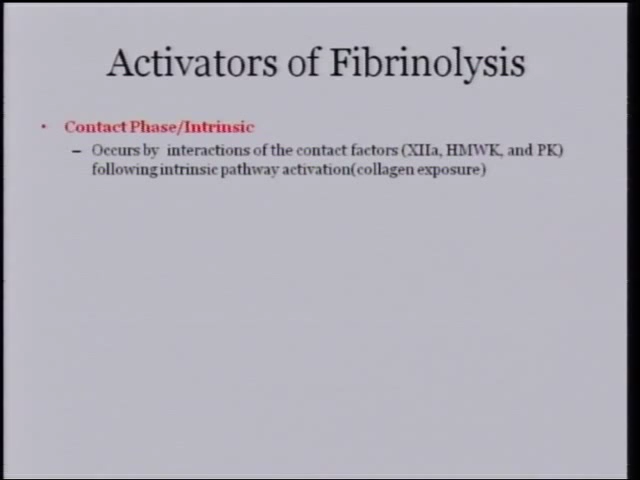 Activators of Fibrinolysis
• Contact Phase/Intrinsic
– Occurs by interactions of the contact factors (XIIa, HMWK, and PK)
following intrinsic pathway activation(collagen exposure)